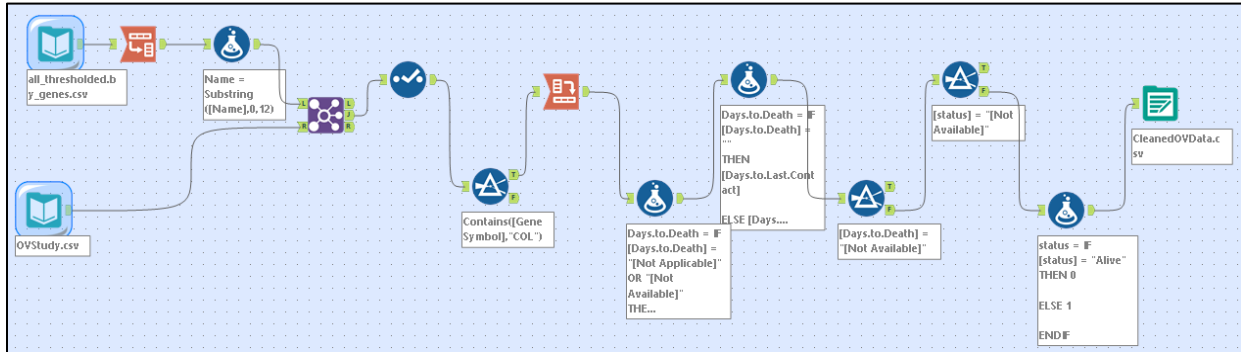 all_thresholded.b
y_genes.csv
Name =
Substring
([Name],0,12)
L
R
L
J
R
OVStudy.csv
T
F
Contains([Gene
Symbol],"COL")
Days.to.Death = IF
[Days.to.Death] =
"[Not Applicable]"
OR "[Not
Available]"
THE...
Days.to.Death = IF
[Days.to.Death] =
""
THEN
[Days.to.Last.Cont
act]
ELSE [Days....
T
F
[Days.to.Death] =
"[Not Available]"
T
F
[status] = "[Not
Available]"
status = IF
[status] = "Alive"
THEN 0
ELSE 1
ENDIF
CleanedOVData.c
sv